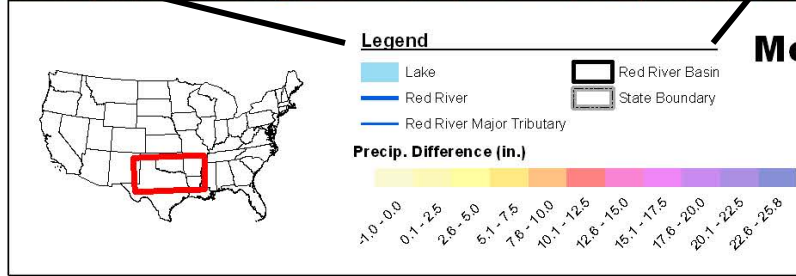 Legend
Me
Lake
Red River Basin
Red River
State Boundary
Red River Major Tributary
Precip. Difference (in.)
-1.0 - 0.0
0.1 - 2.5
2.6 - 5.0
5.1 - 7.5
7.6 - 10.0
10.1 - 12.5
12.6 - 15.0
15.1 - 17.5
17.6 - 20.0
20.1 - 22.5
22.6 - 25.8